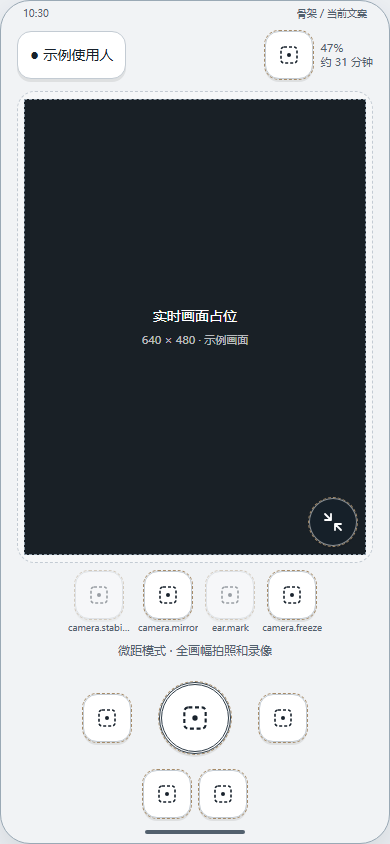 10:30
骨架 / 当前文案
● 示例使用人
47%
约 31 分钟
实时画面占位
640 × 480 · 示例画面
camera.stabi...
camera.mirror
ear.mark
camera.freeze
微距模式 · 全画幅拍照和录像